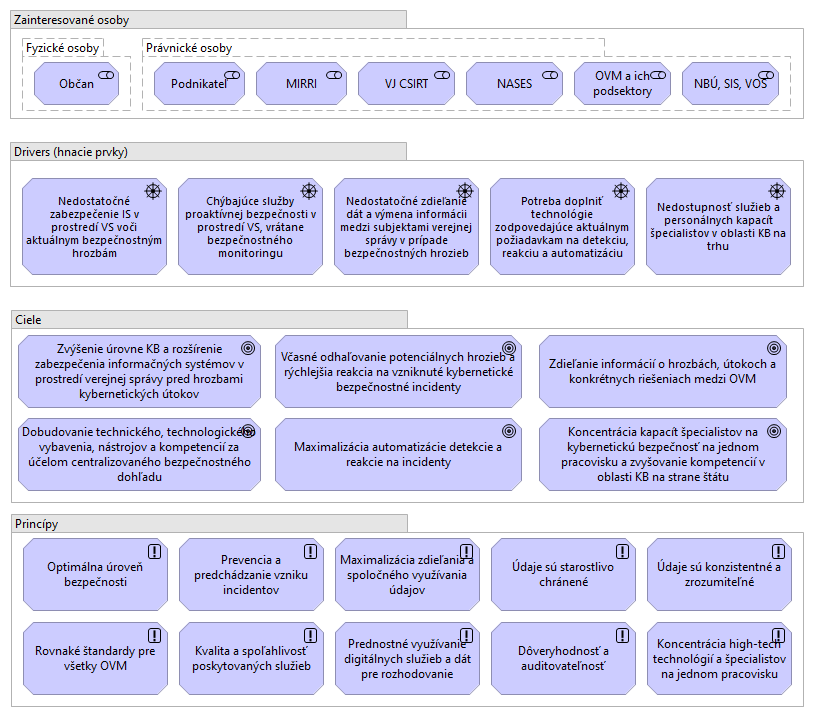 Zainteresované osoby
Fyzické osoby
Právnické osoby
Občan
Podnikateľ
MIRRI
VJ CSIRT
NASES
OVM a ich
podsektory
NBÚ, SIS, VOS
Drivers (hnacie prvky)
Nedostatočné
zabezpečenie IS v
prostredí VS voči
aktuálnym bezpečnostným
hrozbám
Chýbajúce služby
proaktívnej bezpečnosti v
prostredí VS, vrátane
bezpečnostného
monitoringu
Nedostatočné zdieľanie
dát a výmena informácii
medzi subjektami verejnej
správy v prípade
bezpečnostných hrozieb
Potreba doplniť
technológie
zodpovedajúce aktuálnym
požiadavkam na detekciu,
reakciu a automatizáciu
Nedostupnosť služieb a
personálnych kapacít
špecialistov v oblasti KB na
trhu
Ciele
Zvýšenie úrovne KB a rozšírenie
zabezpečenia informačných systémov v
prostredí verejnej správy pred hrozbami
kybernetických útokov
Včasné odhaľovanie potenciálnych hrozieb a
rýchlejšia reakcia na vzniknuté kybernetické
bezpečnostné incidenty
Zdieľanie informácií o hrozbách, útokoch a
konkrétnych riešeniach medzi OVM
Dobudovanie technického, technologického
vybavenia, nástrojov a kompetencií za
účelom centralizovaného bezpečnostného
dohľadu
Maximalizácia automatizácie detekcie a
reakcie na incidenty
Koncentrácia kapacít špecialistov na
kybernetickú bezpečnosť na jednom
pracovisku a zvyšovanie kompetencií v
oblasti KB na strane štátu
Princípy
Optimálna úroveň
bezpečnosti
Prevencia a
predchádzanie vzniku
incidentov
Maximalizácia zdieľania a
spoločného využívania
údajov
Údaje sú starostlivo
chránené
Údaje sú konzistentné a
zrozumiteľné
Rovnaké štandardy pre
všetky OVM
Kvalita a spoľahlivosť
poskytovaných služieb
Prednostné využívanie
digitálnych služieb a dát
pre rozhodovanie
Dôveryhodnosť a
auditovateľnosť
Koncentrácia high-tech
technológií a špecialistov
na jednom pracovisku